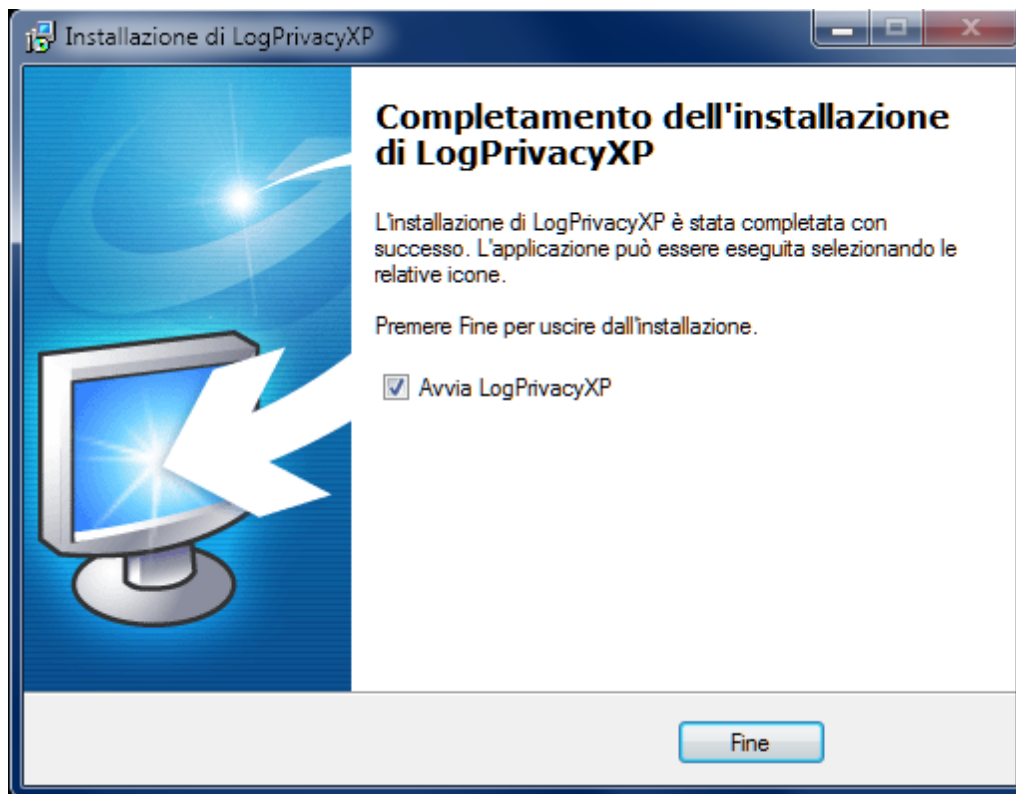 Installazione di LogPrivacyXP
Completamento dell'installazione
di LogPrivacyXP
L'installazione di LogPrivacyXP è stata completata con
successo. L'applicazione può essere eseguita selezionando le
relative icone.
Premere Fine per uscire dall'installazione.
Avvia LogPrivacyXP
Fine